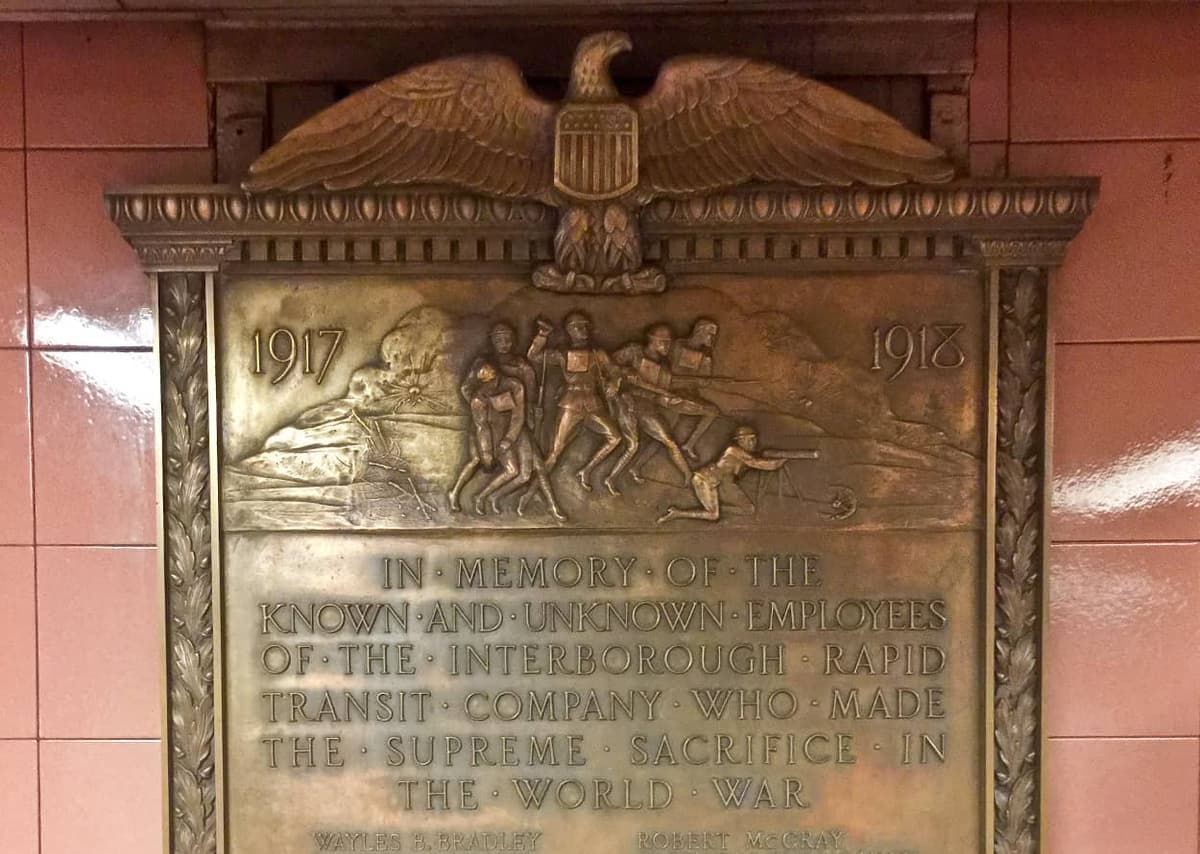 1917 1918
IN · MEMORY · OF · THE
KNOWN · AND · UNKNOWN · EMPLOYEES
OF · THE · INTERBOROUGH · RAPID
TRANSIT · COMPANY · WHO · MADE
THE · SUPREME · SACRIFICE · IN
THE · WORLD · WAR
WAYLES B. BRADLEY ROBERT McGRAY